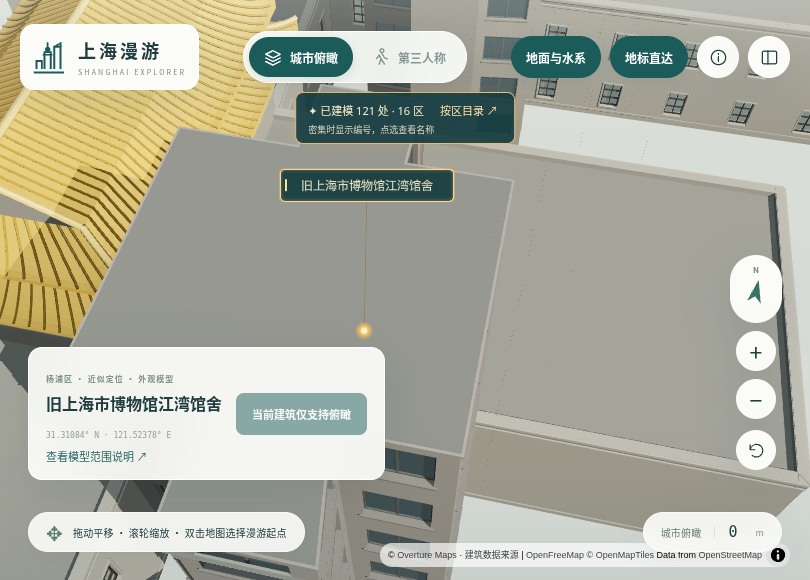 上海漫游
SHANGHAI EXPLORER
城市俯瞰
第三人称
地面与水系
地标直达
✦ 已建模 121 处 · 16 区
按区目录 ↗
密集时显示编号，点选查看名称
旧上海市博物馆江湾馆舍
N
杨浦区 · 近似定位 · 外观模型
旧上海市博物馆江湾馆舍
当前建筑仅支持俯瞰
31.31084° N · 121.52378° E
查看模型范围说明 ↗
拖动平移 · 滚轮缩放 · 双击地图选择漫游起点
城市俯瞰
0 m
© Overture Maps · 建筑数据来源 | OpenFreeMap © OpenMapTiles Data from OpenStreetMap